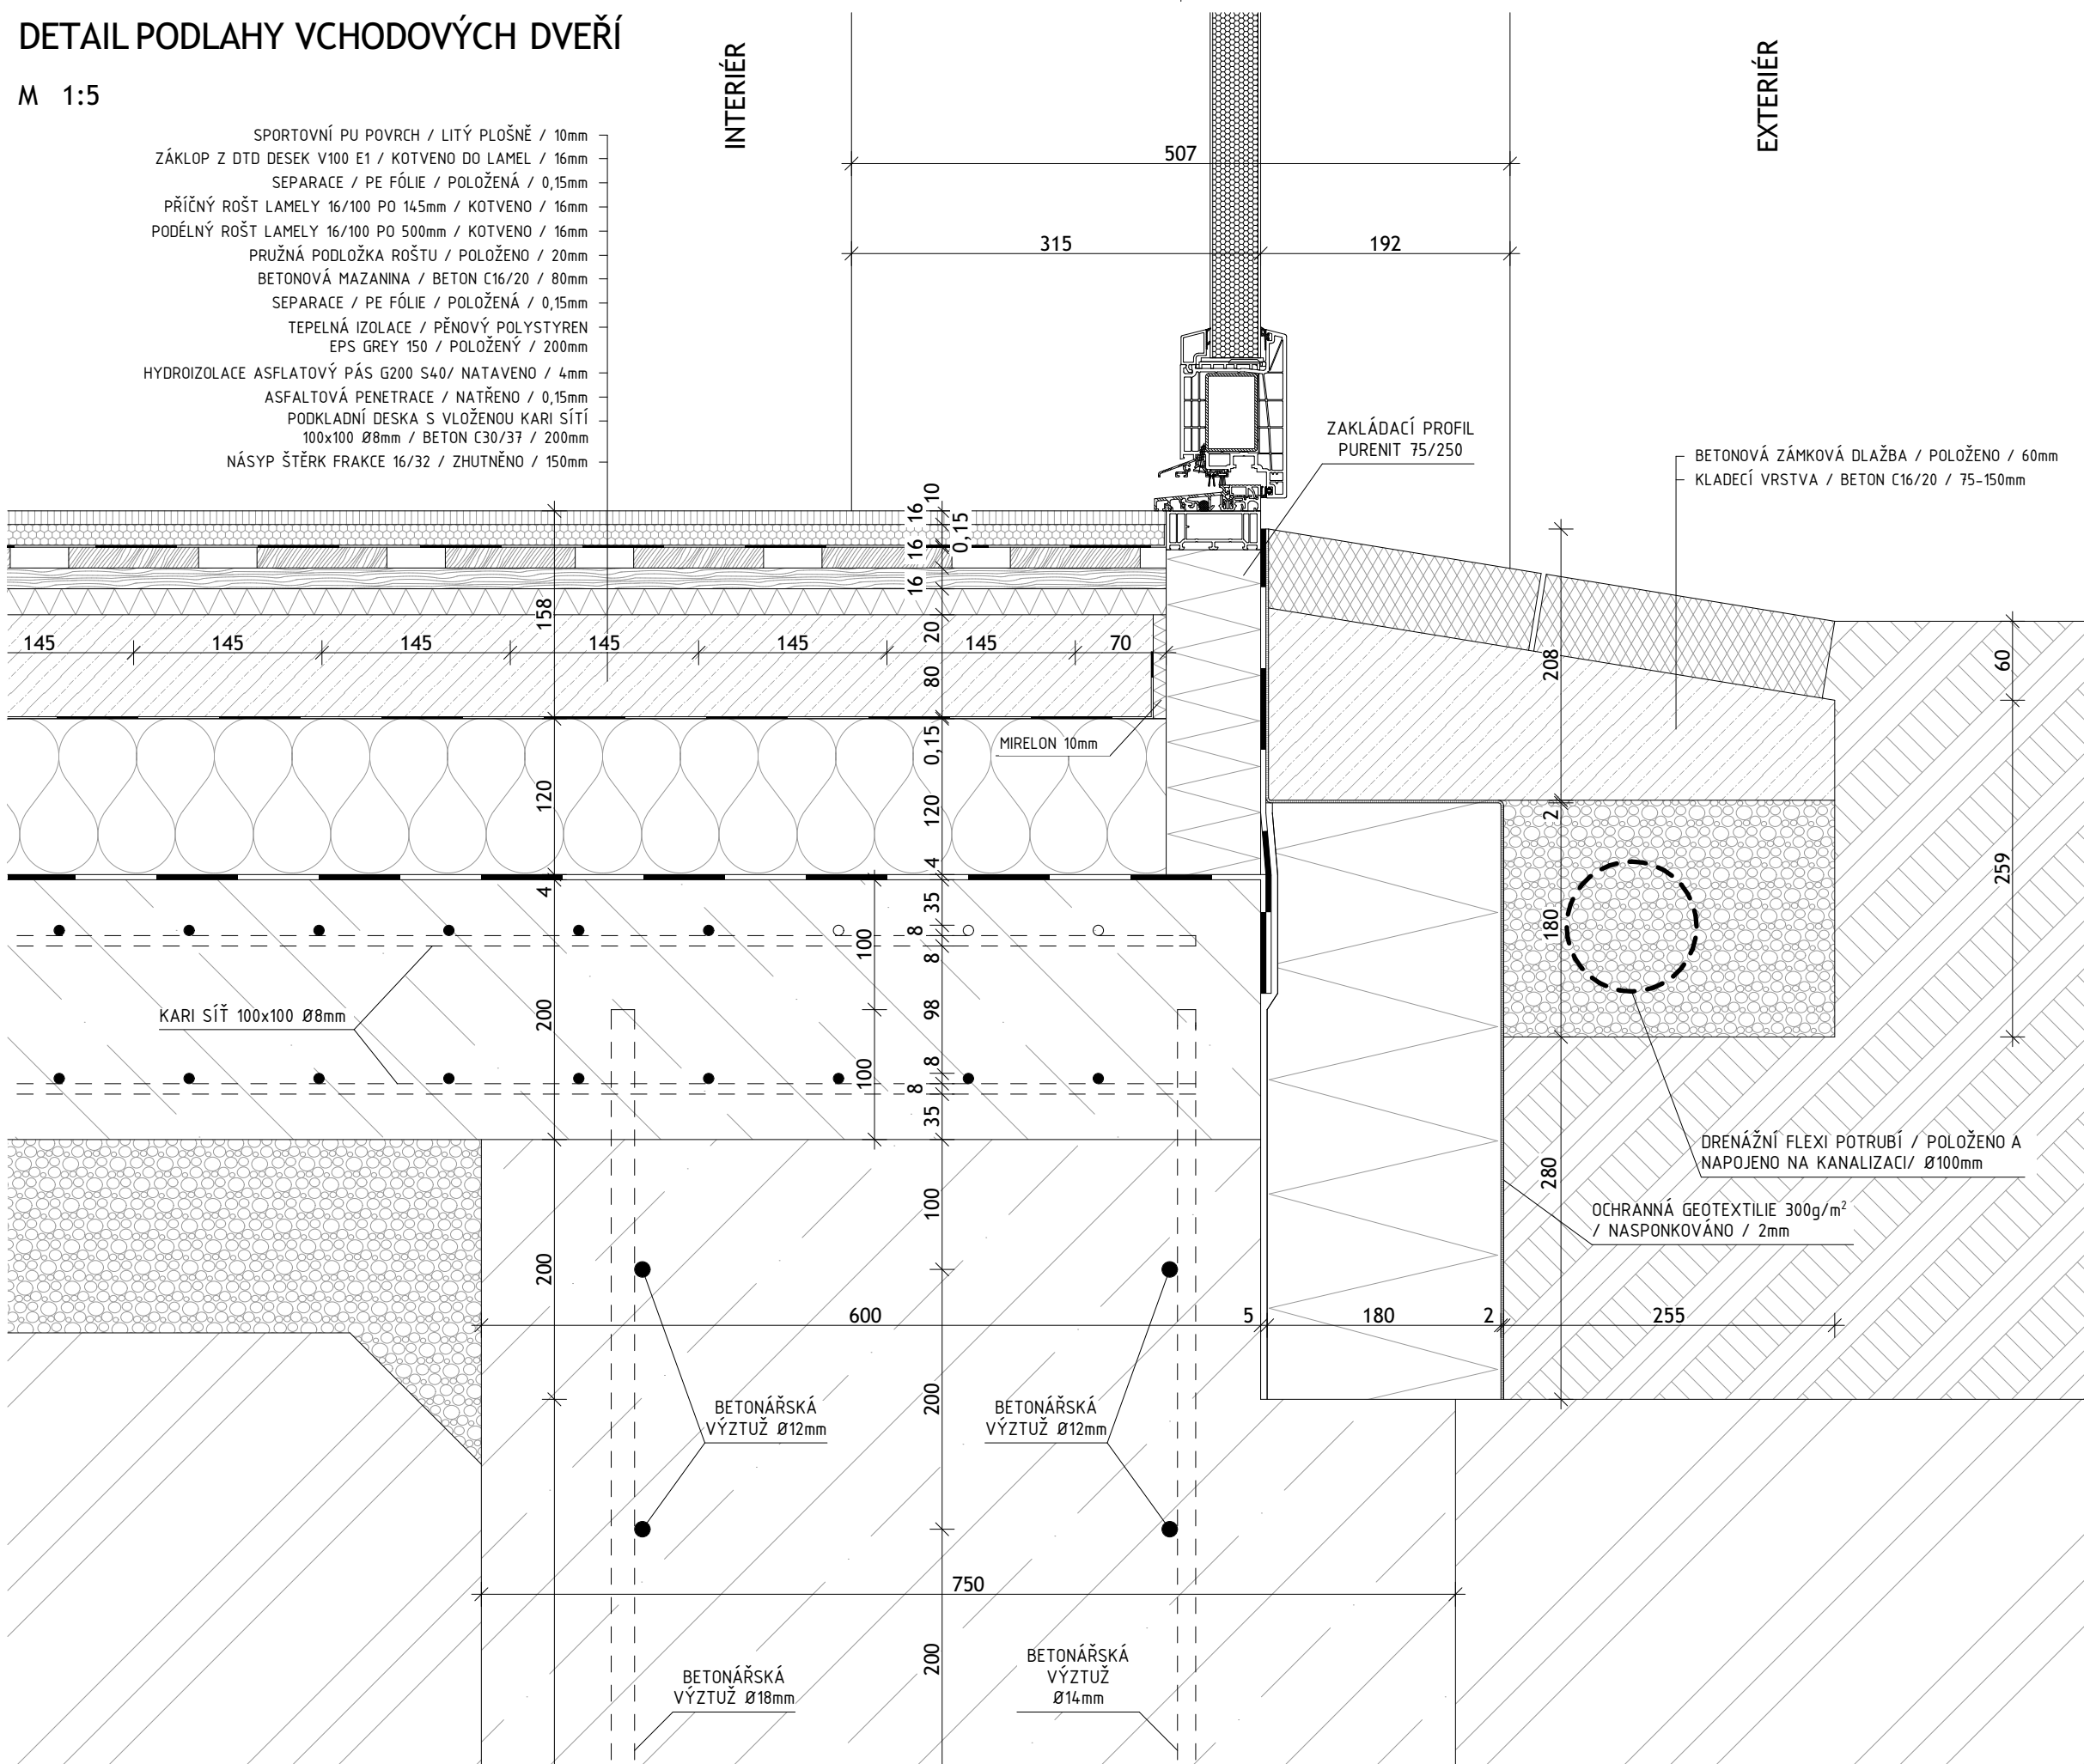 DETAIL PODLAHY VCHODOVÝCH DVEŘÍ
M 1:5
INTERIÉR
EXTERIÉR
SPORTOVNÍ PU POVRCH / LITÝ PLOŠNĚ / 10mm
ZÁKLOP Z DTD DESEK V100 E1 / KOTVENO DO LAMEL / 16mm
SEPARACE / PE FÓLIE / POLOŽENÁ / 0,15mm
PŘÍČNÝ ROŠT LAMELY 16/100 PO 145mm / KOTVENO / 16mm
PODÉLNÝ ROŠT LAMELY 16/100 PO 500mm / KOTVENO / 16mm
PRUŽNÁ PODLOŽKA ROŠTU / POLOŽENO / 20mm
BETONOVÁ MAZANINA / BETON C16/20 / 80mm
SEPARACE / PE FÓLIE / POLOŽENÁ / 0,15mm
TEPELNÁ IZOLACE / PĚNOVÝ POLYSTYREN
EPS GREY 150 / POLOŽENÝ / 200mm
HYDROIZOLACE ASFLATOVÝ PÁS G200 S40/ NATAVENO / 4mm
ASFALTOVÁ PENETRACE / NATŘENO / 0,15mm
PODKLADNÍ DESKA S VLOŽENOU KARI SÍTÍ
100x100 Ø8mm / BETON C30/37 / 200mm
NÁSYP ŠTĚRK FRAKCE 16/32 / ZHUTNĚNO / 150mm
507
315
192
ZAKLÁDACÍ PROFIL
PURENIT 75/250
BETONOVÁ ZÁMKOVÁ DLAŽBA / POLOŽENO / 60mm
KLADECÍ VRSTVA / BETON C16/20 / 75-150mm
10
16
0,15
16
16
20
80
0,15
120
4
35
8
8
98
8
8
35
100
200
200
158
120
4
200
200
100
100
145
145
145
145
145
145
70
MIRELON 10mm
208
2
180
280
60
259
KARI SÍŤ 100x100 Ø8mm
DRENÁŽNÍ FLEXI POTRUBÍ / POLOŽENO A
NAPOJENO NA KANALIZACI/ Ø100mm
OCHRANNÁ GEOTEXTILIE 300g/m²
/ NASPONKOVÁNO / 2mm
600
5
180
2
255
BETONÁŘSKÁ
VÝZTUŽ Ø12mm
BETONÁŘSKÁ
VÝZTUŽ Ø12mm
750
BETONÁŘSKÁ
VÝZTUŽ Ø18mm
BETONÁŘSKÁ
VÝZTUŽ
Ø14mm